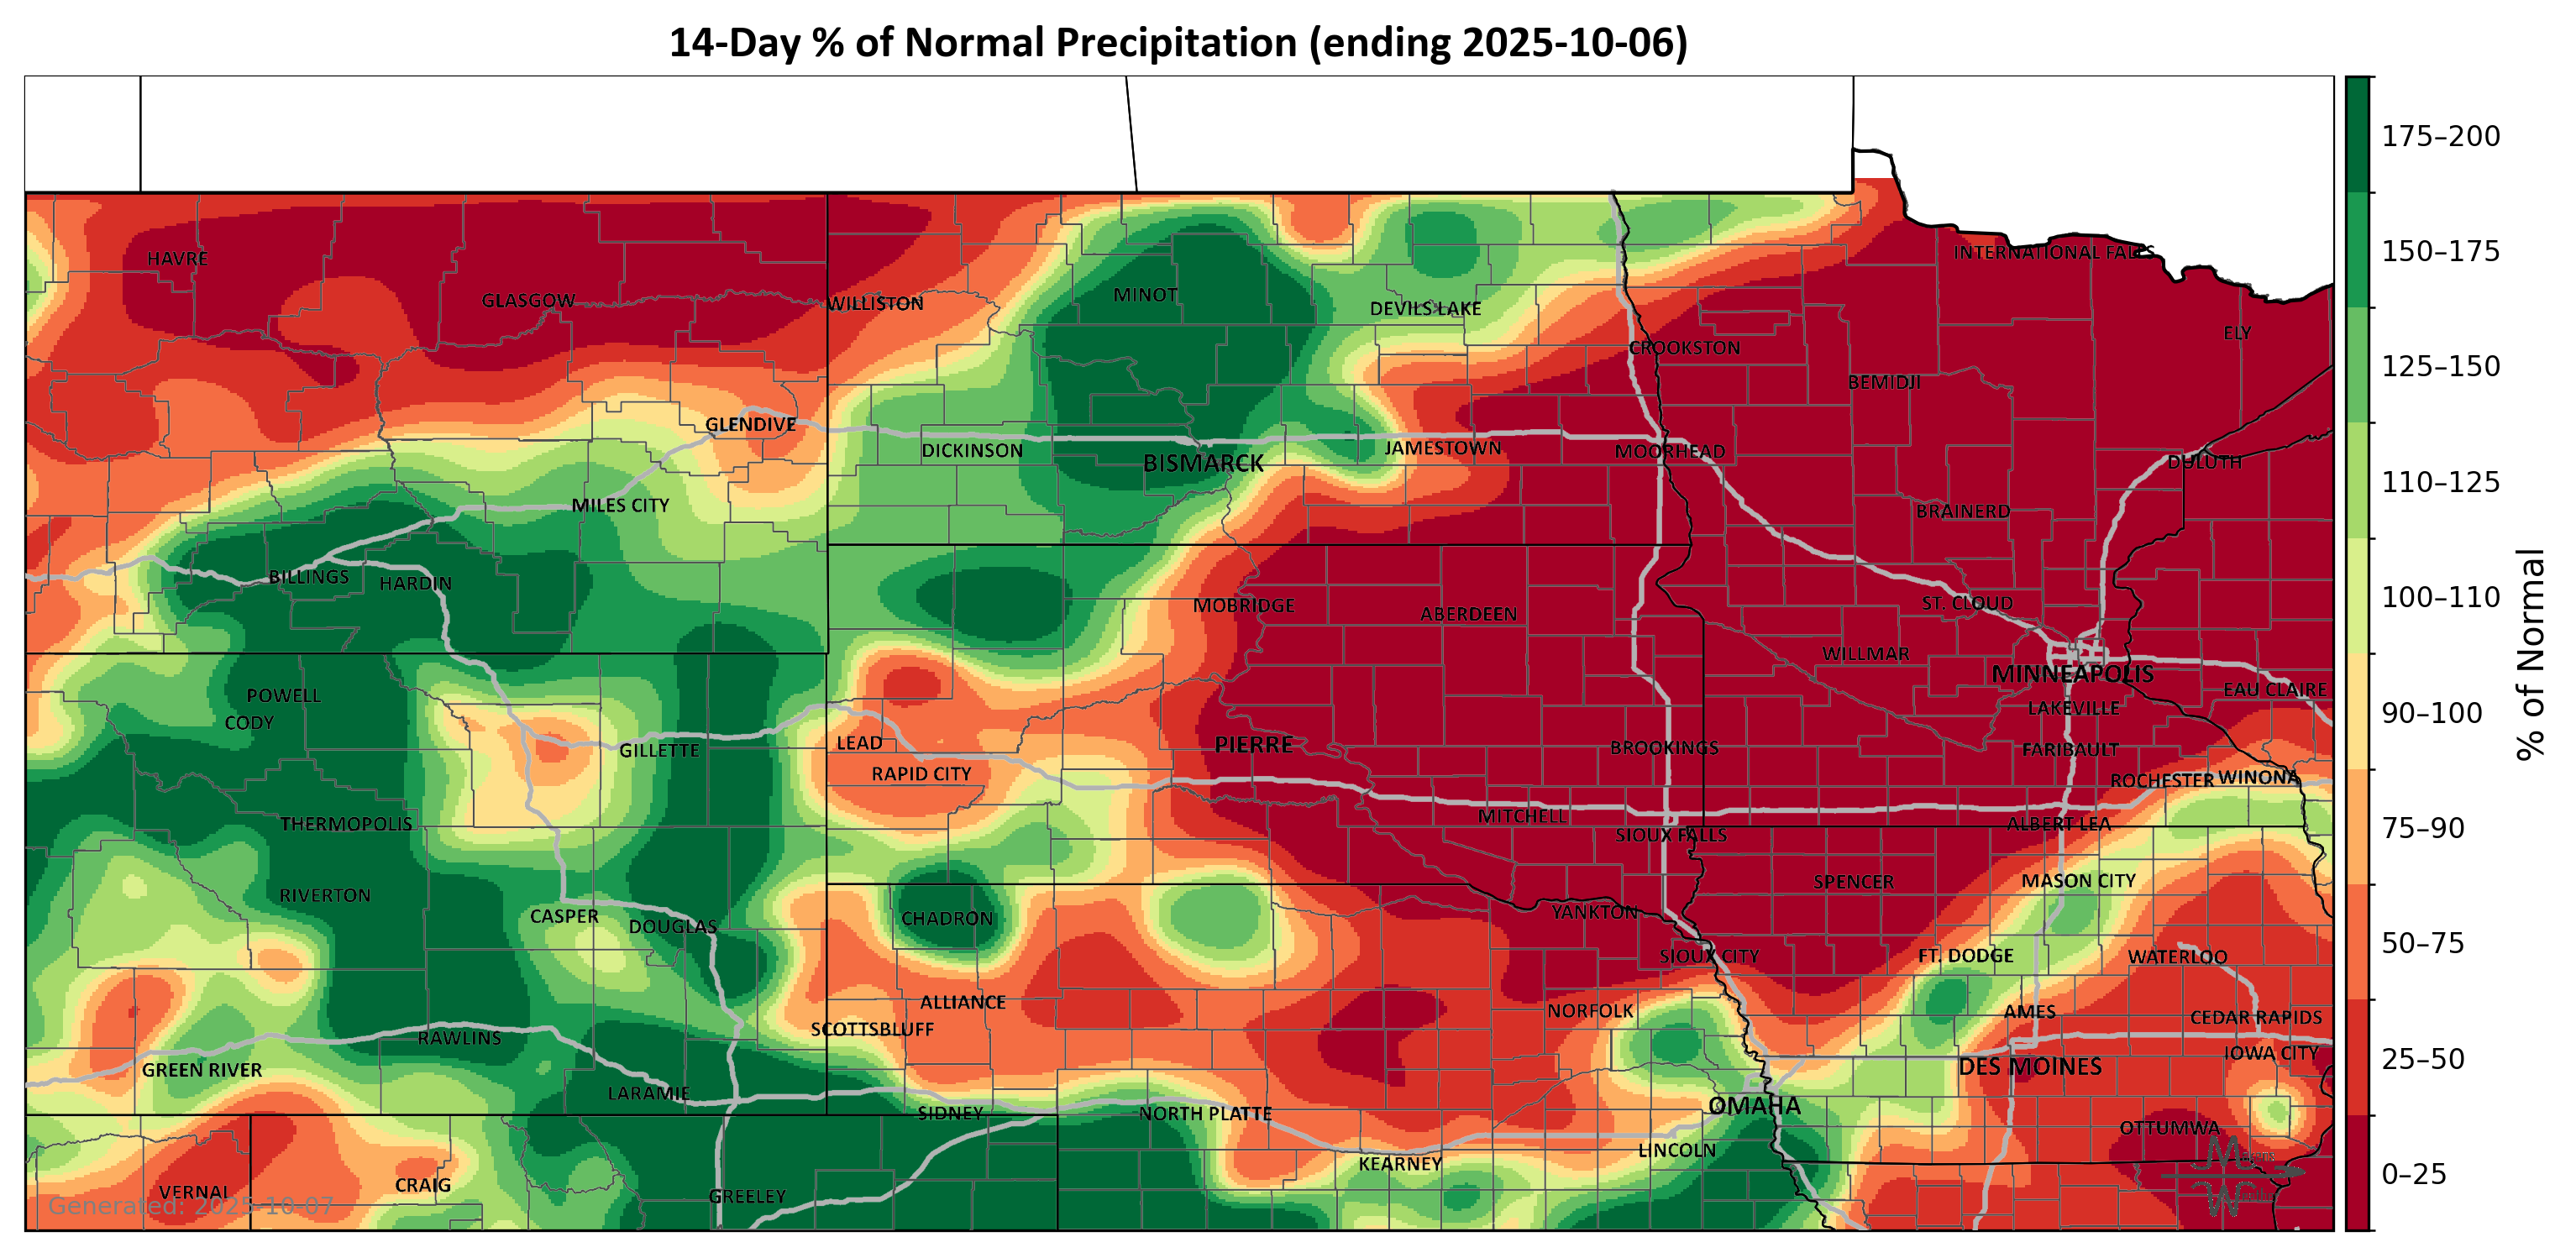 14-Day % of Normal Precipitation (ending 2025-10-06)
175–200
150–175
125–150
110–125
100–110
90–100
75–90
50–75
25–50
0–25
% of Normal
HAVRE
INTERNATIONAL FALLS
GLASGOW
WILLISTON
MINOT
DEVILS LAKE
ELY
CROOKSTON
BEMIDJI
GLENDIVE
DICKINSON
BISMARCK
JAMESTOWN
MOORHEAD
DULUTH
MILES CITY
BRAINERD
BILLINGS
HARDIN
MOBRIDGE
ABERDEEN
ST. CLOUD
WILLMAR
MINNEAPOLIS
EAU CLAIRE
POWELL
CODY
LAKEVILLE
GILLETTE
LEAD
PIERRE
BROOKINGS
FARIBAULT
RAPID CITY
ROCHESTER
WINONA
THERMOPOLIS
MITCHELL
SIOUX FALLS
ALBERT LEA
RIVERTON
SPENCER
MASON CITY
CASPER
DOUGLAS
CHADRON
YANKTON
SIOUX CITY
FT. DODGE
WATERLOO
ALLIANCE
NORFOLK
AMES
CEDAR RAPIDS
SCOTTSBLUFF
RAWLINS
GREEN RIVER
DES MOINES
IOWA CITY
LARAMIE
SIDNEY
NORTH PLATTE
OMAHA
OTTUMWA
LINCOLN
KEARNEY
VERNAL
CRAIG
GREELEY
Generated: 2025-10-07